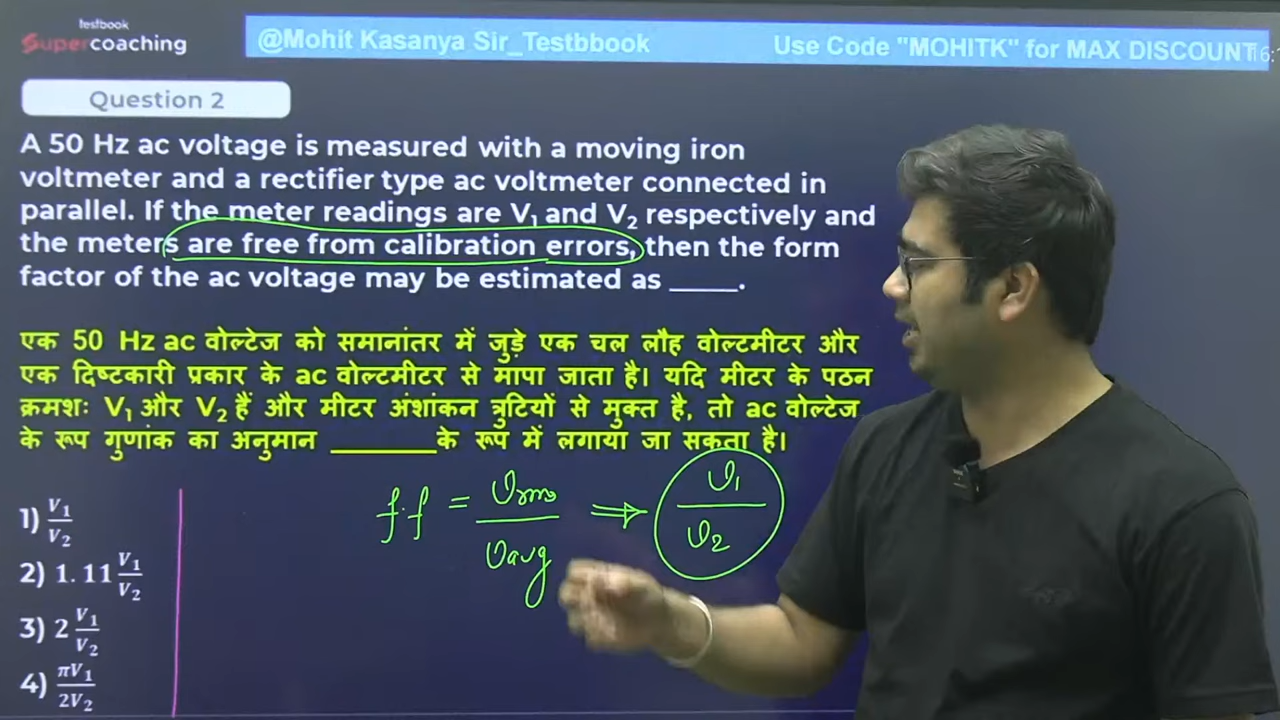 testbook
Supercoaching
@Mohit Kasanya Sir_Testbbook
Use Code "MOHITK" for MAX DISCOUNT
Question 2
A 50 Hz ac voltage is measured with a moving iron
voltmeter and a rectifier type ac voltmeter connected in
parallel. If the meter readings are V₁ and V₂ respectively and
the meters are free from calibration errors, then the form
factor of the ac voltage may be estimated as _____.
एक 50 Hz ac वोल्टेज को समानांतर में जुड़े एक चल लौह वोल्टमीटर और
एक दिष्टकारी प्रकार के ac वोल्टमीटर से मापा जाता है। यदि मीटर के पठन
क्रमशः V₁ और V₂ हैं और मीटर अंशांकन त्रुटियों से मुक्त है, तो ac वोल्टेज
के रूप गुणांक का अनुमान ________के रूप में लगाया जा सकता है।
f.f = Vrms/Vavg ⇒ V₁/V₂
1) V₁/V₂
2) 1.11 V₁/V₂
3) 2 V₁/V₂
4) πV₁/2V₂